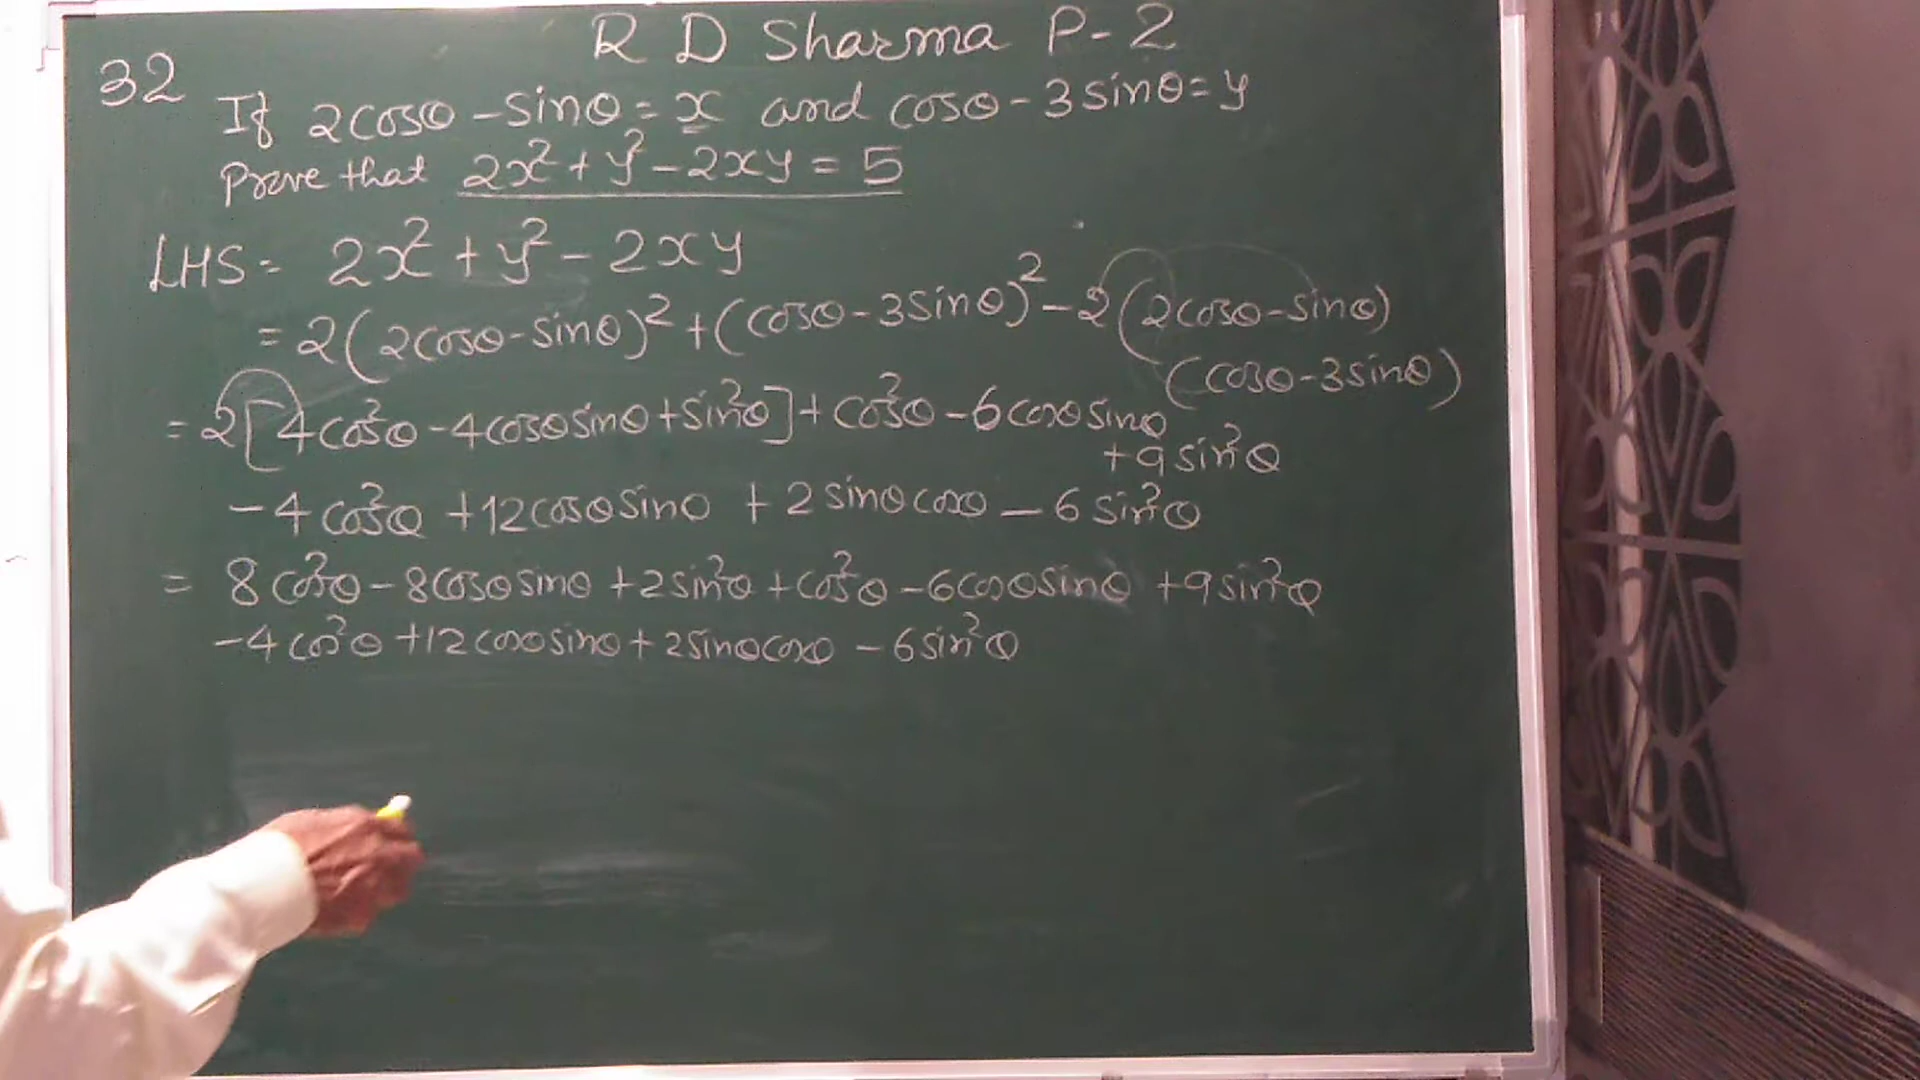 R D Sharma P-2
32
If 2cosθ - sinθ = x and cosθ - 3sinθ = y
Prove that 2x² + y² - 2xy = 5
LHS = 2x² + y² - 2xy
= 2(2cosθ - sinθ)² + (cosθ - 3sinθ)² - 2(2cosθ - sinθ)
(cosθ - 3sinθ)
= 2[4cos²θ - 4cosθsinθ + sin²θ] + cos²θ - 6cosθsinθ
+ 9sin²θ
- 4cos²θ + 12cosθsinθ + 2sinθcosθ - 6sin²θ
= 8cos²θ - 8cosθsinθ + 2sin²θ + cos²θ - 6cosθsinθ + 9sin²θ
- 4cos²θ + 12cosθsinθ + 2sinθcosθ - 6sin²θ